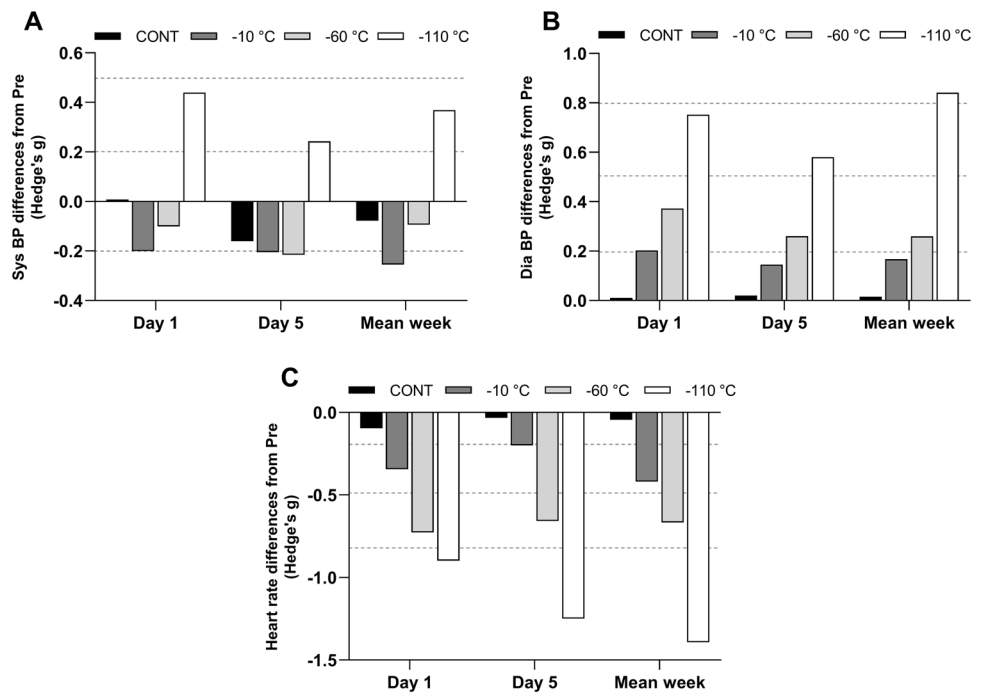 A
CONT -10 °C -60 °C -110 °C
Sys BP differences from Pre
(Hedge's g)
0.6
0.4
0.2
0.0
-0.2
-0.4
Day 1 Day 5 Mean week
B
CONT -10 °C -60 °C -110 °C
Dia BP differences from Pre
(Hedge's g)
1.0
0.8
0.6
0.4
0.2
0.0
Day 1 Day 5 Mean week
C
CONT -10 °C -60 °C -110 °C
Heart rate differences from Pre
(Hedge's g)
0.0
-0.5
-1.0
-1.5
Day 1 Day 5 Mean week